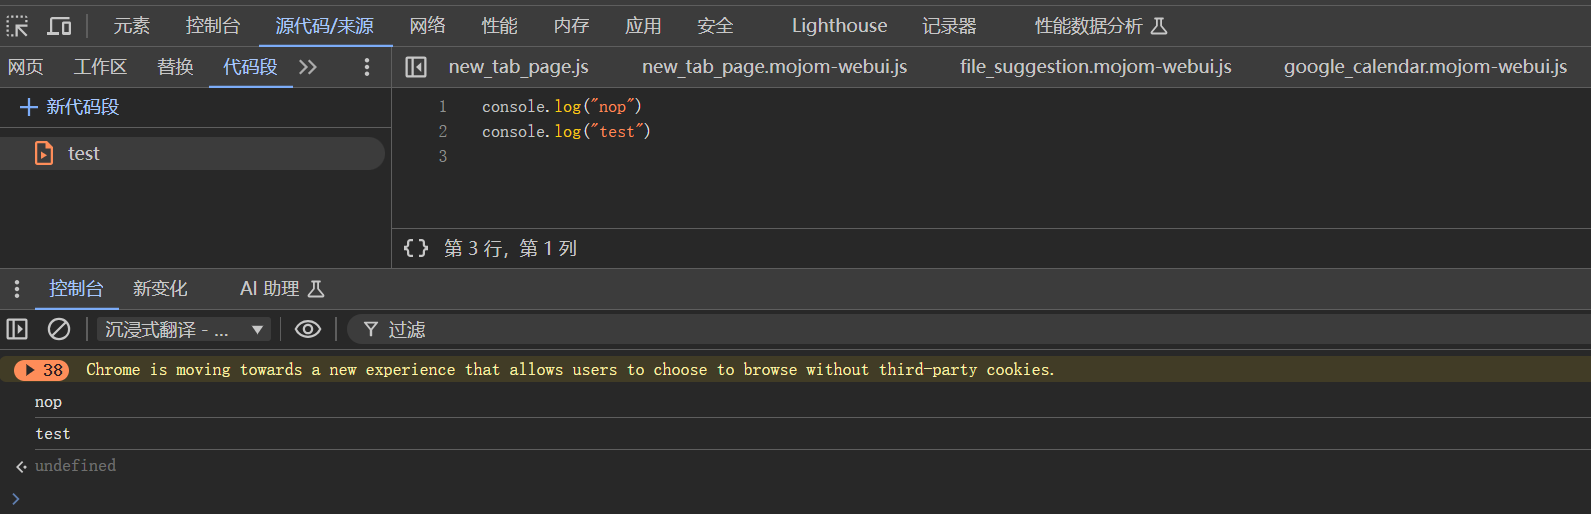 元素 控制台 源代码/来源 网络 性能 内存 应用 安全 Lighthouse 记录器 性能数据分析
网页 工作区 替换 代码段
new_tab_page.js new_tab_page.mojom-webui.js file_suggestion.mojom-webui.js google_calendar.mojom-webui.js
新代码段
test
1 console.log("nop")
2 console.log("test")
3
{} 第 3 行，第 1 列
控制台 新变化 AI 助理
沉浸式翻译 - ... 过滤
38 Chrome is moving towards a new experience that allows users to choose to browse without third-party cookies.
nop
test
undefined